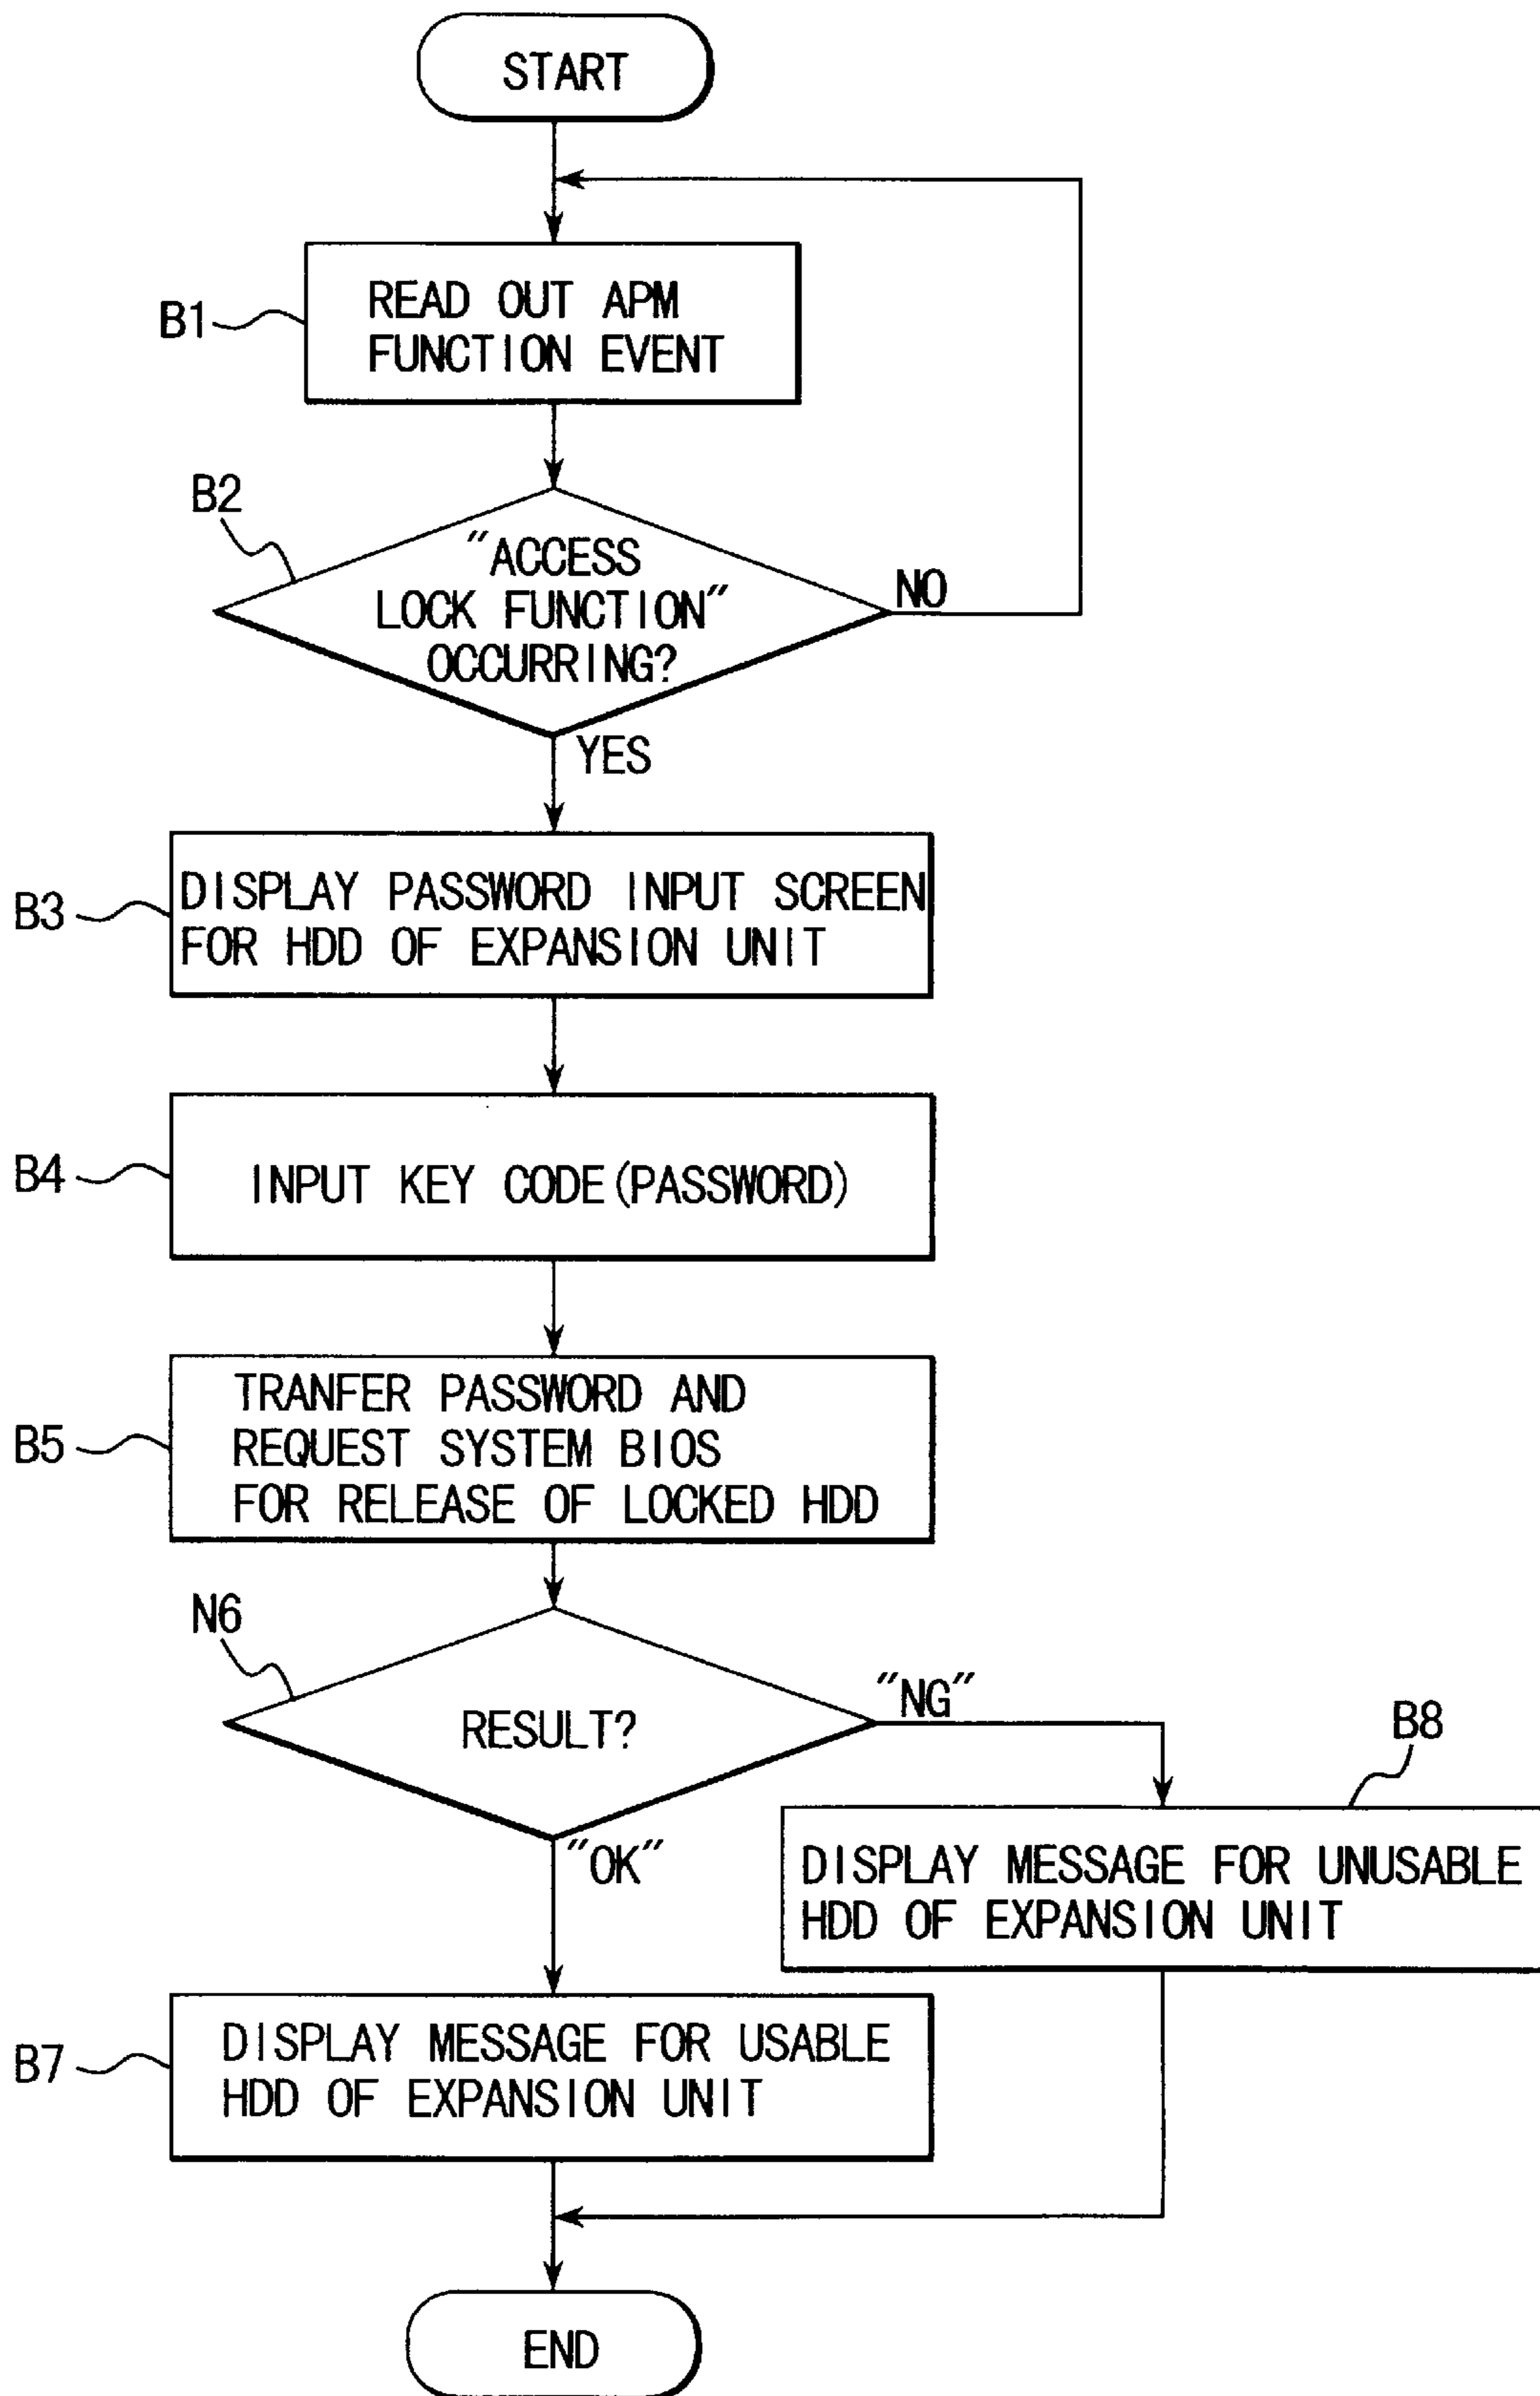 START
B1
READ OUT APM
FUNCTION EVENT
B2
"ACCESS
LOCK FUNCTION"
OCCURRING?
NO
YES
B3
DISPLAY PASSWORD INPUT SCREEN
FOR HDD OF EXPANSION UNIT
B4
INPUT KEY CODE(PASSWORD)
B5
TRANFER PASSWORD AND
REQUEST SYSTEM BIOS
FOR RELEASE OF LOCKED HDD
N6
RESULT?
"NG"
"OK"
B8
DISPLAY MESSAGE FOR UNUSABLE
HDD OF EXPANSION UNIT
B7
DISPLAY MESSAGE FOR USABLE
HDD OF EXPANSION UNIT
END